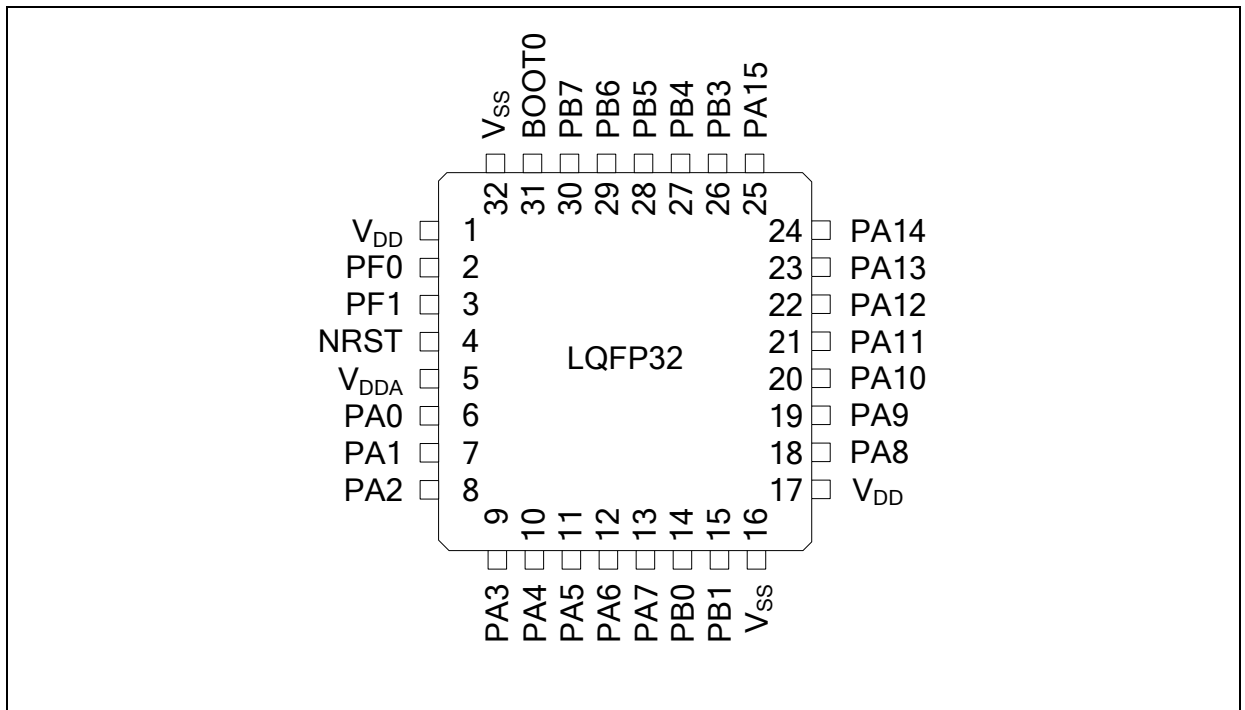 VSS
BOOT0
PB7
PB6
PB5
PB4
PB3
PA15
32
31
30
29
28
27
26
25
VDD 1
PF0 2
PF1 3
NRST 4
VDDA 5
PA0 6
PA1 7
PA2 8
LQFP32
24 PA14
23 PA13
22 PA12
21 PA11
20 PA10
19 PA9
18 PA8
17 VDD
9
10
11
12
13
14
15
16
PA3
PA4
PA5
PA6
PA7
PB0
PB1
VSS